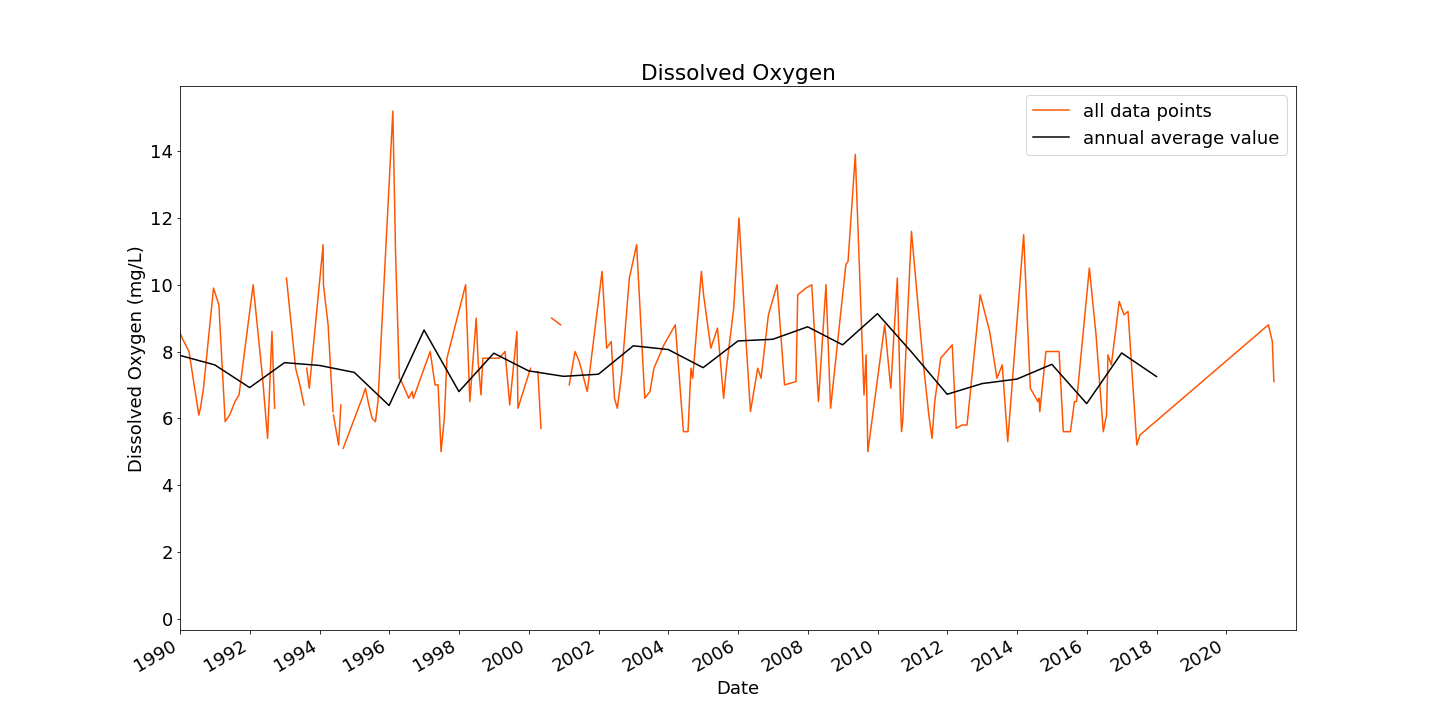 Dissolved Oxygen
all data points
annual average value
Dissolved Oxygen (mg/L)
14
12
10
8
6
4
2
0
1990 1992 1994 1996 1998 2000 2002 2004 2006 2008 2010 2012 2014 2016 2018 2020
Date